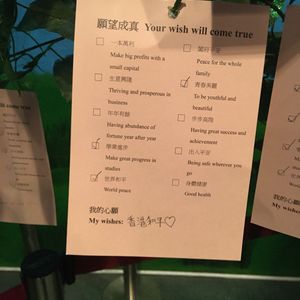 願望成真 Your wish will come true
一本萬利
Make big profits with a
small capital
生意興隆
Thriving and prosperous in
business
年年有餘
Having abundance of
fortune year after year
學業進步
Make great progress in
studies
世界和平
World peace
闔府平安
Peace for the whole
family
青春美麗
To be youthful and
beautiful
步步高陞
Having great success and
achievement
出入平安
Being safe wherever you
go
身體健康
Good health
我的心願
My wishes: 香港和平♡